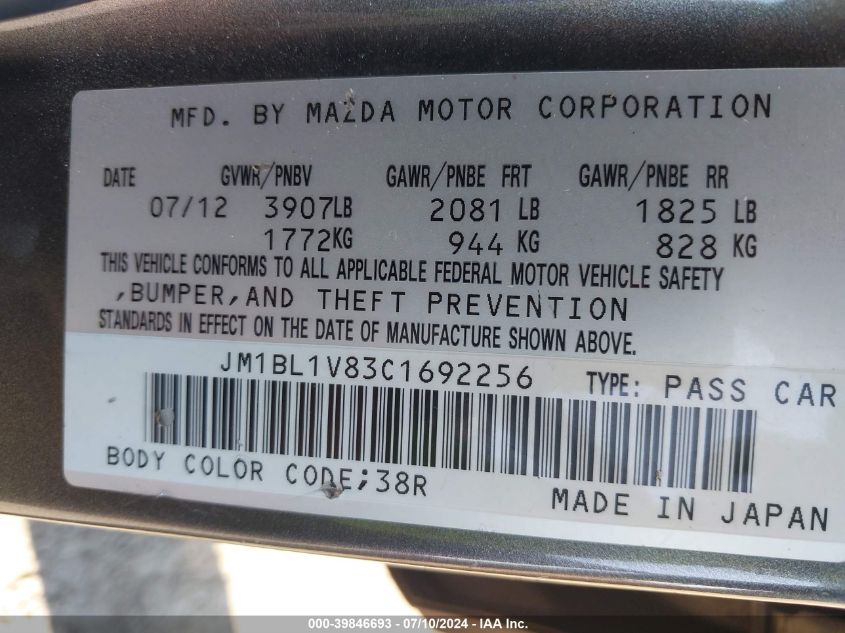 MFD. BY MAZDA MOTOR CORPORATION
DATE GVWR/PNBV GAWR/PNBE FRT GAWR/PNBE RR
07/12 3907LB 2081 LB 1825 LB
1772KG 944 KG 828 KG
THIS VEHICLE CONFORMS TO ALL APPLICABLE FEDERAL MOTOR VEHICLE SAFETY
,BUMPER,AND THEFT PREVENTION
STANDARDS IN EFFECT ON THE DATE OF MANUFACTURE SHOWN ABOVE.
JM1BL1V83C1692256 TYPE: PASS CAR
BODY COLOR CODE;38R
MADE IN JAPAN
000-39846693 - 07/10/2024 - IAA Inc.